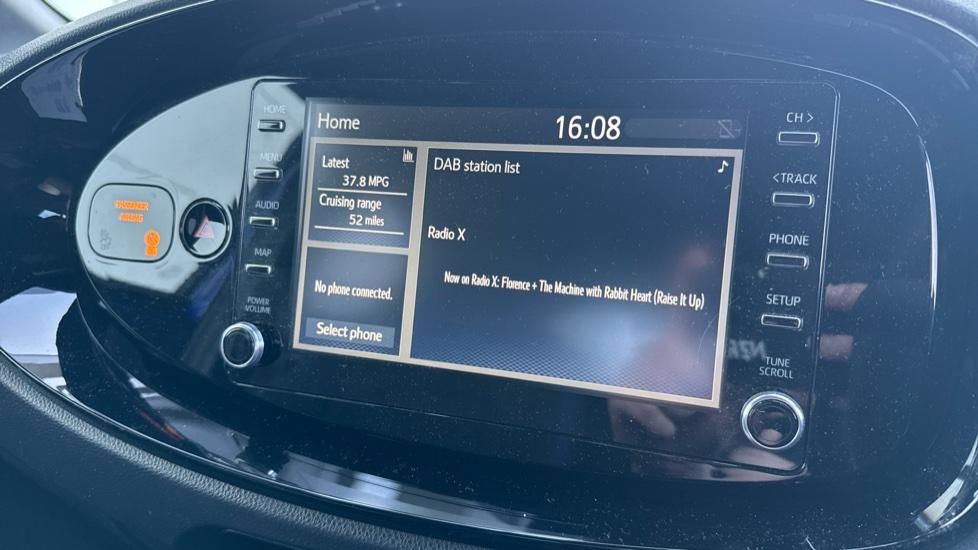 HOME
MENU
AUDIO
MAP
POWER
VOLUME
Home
16:08
Latest
37.8 MPG
Cruising range
52 miles
No phone connected.
Select phone
DAB station list
Radio X
Now on Radio X: Florence + The Machine with Rabbit Heart (Raise It Up)
CH >
<TRACK
PHONE
SETUP
TUNE
SCROLL